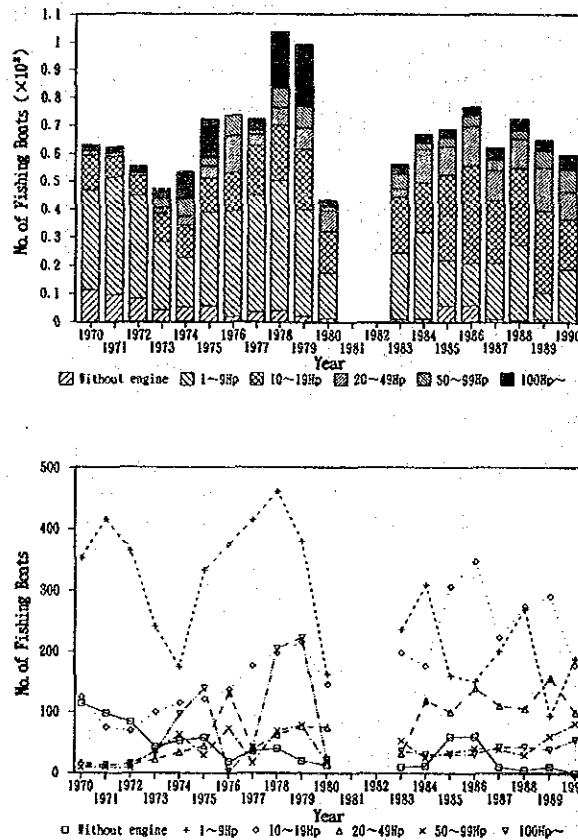 No. of Fishing Boats (×10³)
1.1
1
0.9
0.8
0.7
0.6
0.5
0.4
0.3
0.2
0.1
0
1970 1972 1974 1976 1978 1980 1982 1984 1986 1988 1990
1971 1973 1975 1977 1979 1981 1983 1985 1987 1989
Year
Without engine 1~9Hp 10~19Hp 20~49Hp 50~99Hp 100Hp~
No. of Fishing Boats
500
400
300
200
100
0
1970 1972 1974 1976 1978 1980 1982 1984 1986 1988 199
1971 1973 1975 1977 1979 1981 1983 1985 1987 1989
Year
Without engine 1~9Hp 10~19Hp 20~49Hp 50~99Hp 100Hp~